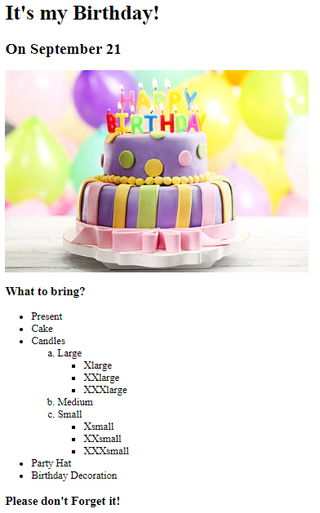 It's my Birthday!
On September 21
HAPPY
BIRTHDAY
What to bring?
• Present
• Cake
• Candles
a. Large
▪ Xlarge
▪ XXlarge
▪ XXXlarge
b. Medium
c. Small
▪ Xsmall
▪ XXsmall
▪ XXXsmall
• Party Hat
• Birthday Decoration
Please don't Forget it!